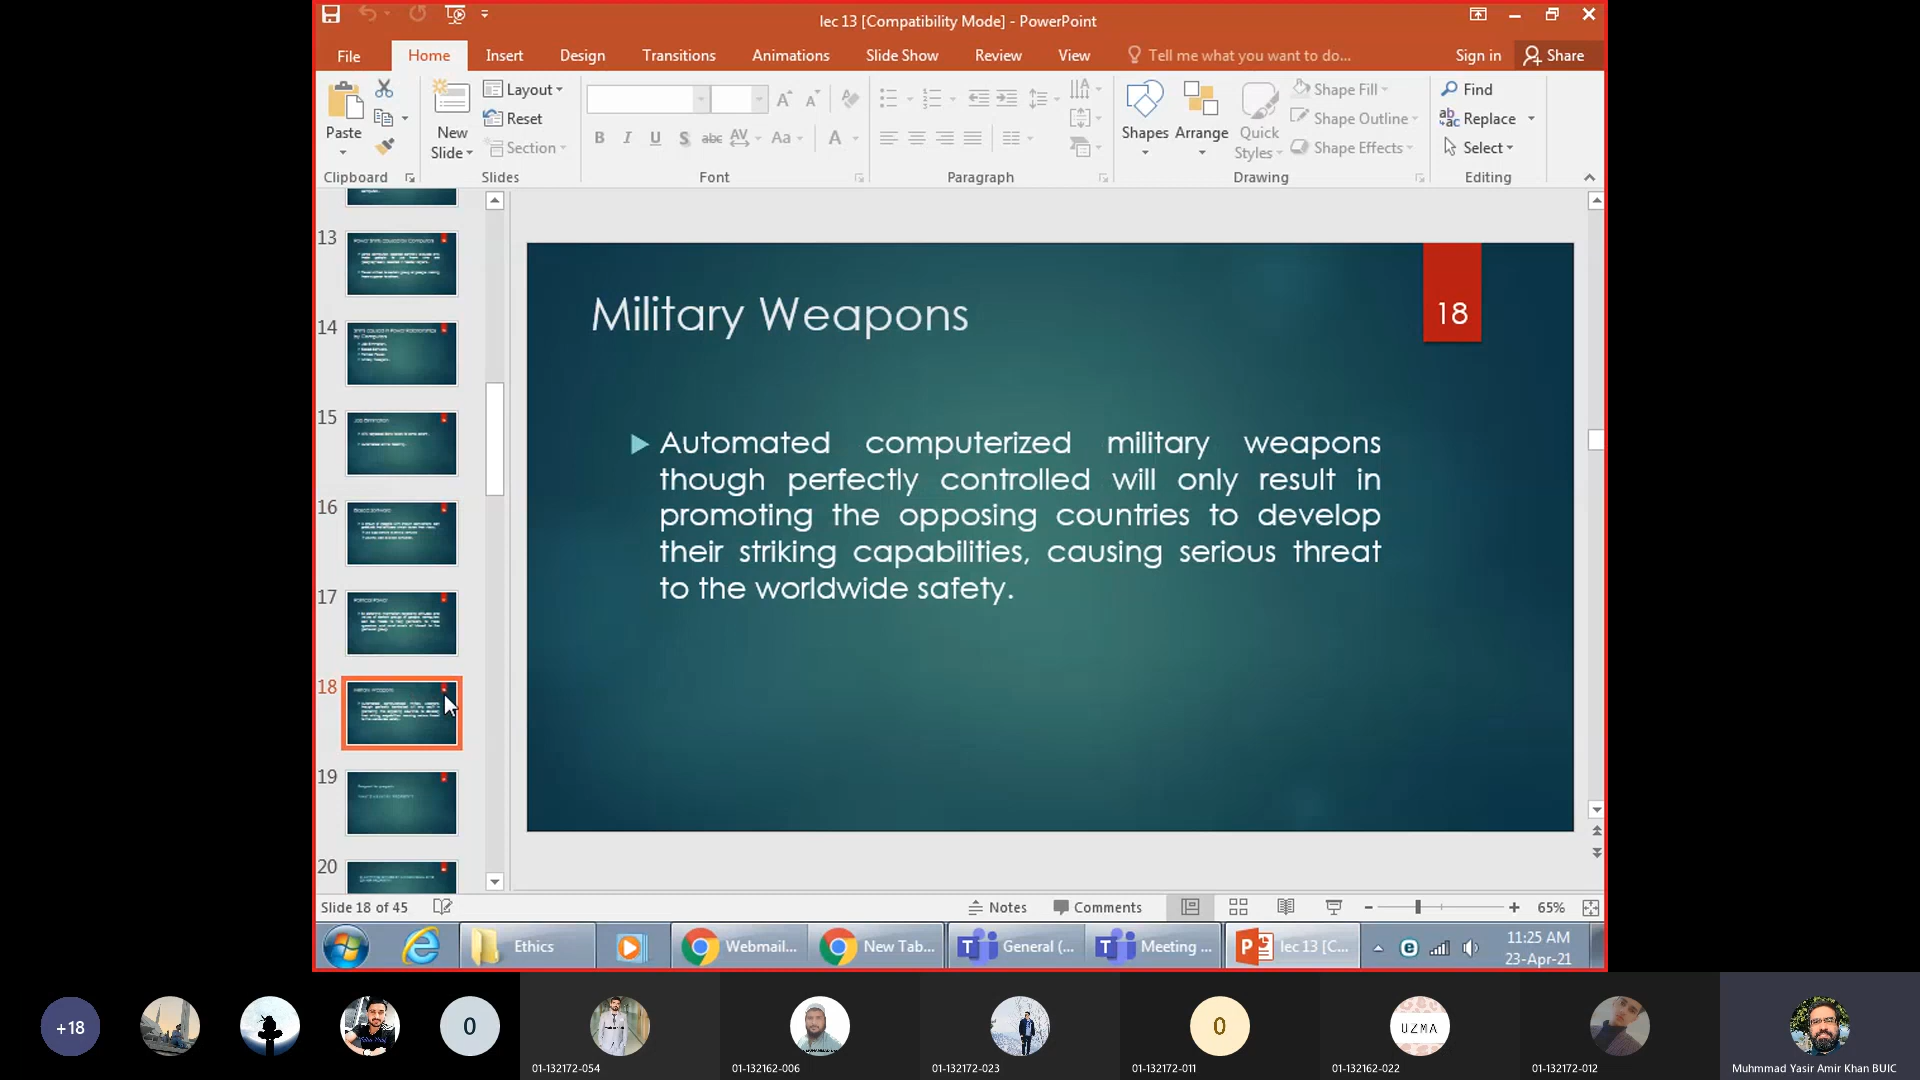 lec 13 [Compatibility Mode] - PowerPoint
File Home Insert Design Transitions Animations Slide Show Review View Tell me what you want to do... Sign in Share
Paste
Clipboard
New
Slide
Layout
Reset
Section
Slides
Font
Paragraph
Shapes
Arrange
Quick
Styles
Shape Fill
Shape Outline
Shape Effects
Drawing
Find
Replace
Select
Editing
13
14
15
16
17
18
19
20
Military Weapons
18
Automated computerized military weapons
though perfectly controlled will only result in
promoting the opposing countries to develop
their striking capabilities, causing serious threat
to the worldwide safety.
Slide 18 of 45
Notes Comments 65%
Ethics Webmail... New Tab... General (... Meeting ... lec 13 [C...
11:25 AM
23-Apr-21
+18
0
0
UZMA
01-132172-054 01-132162-006 01-132172-023 01-132172-011 01-132162-022 01-132172-012 Muhmmad Yasir Amir Khan BUIC